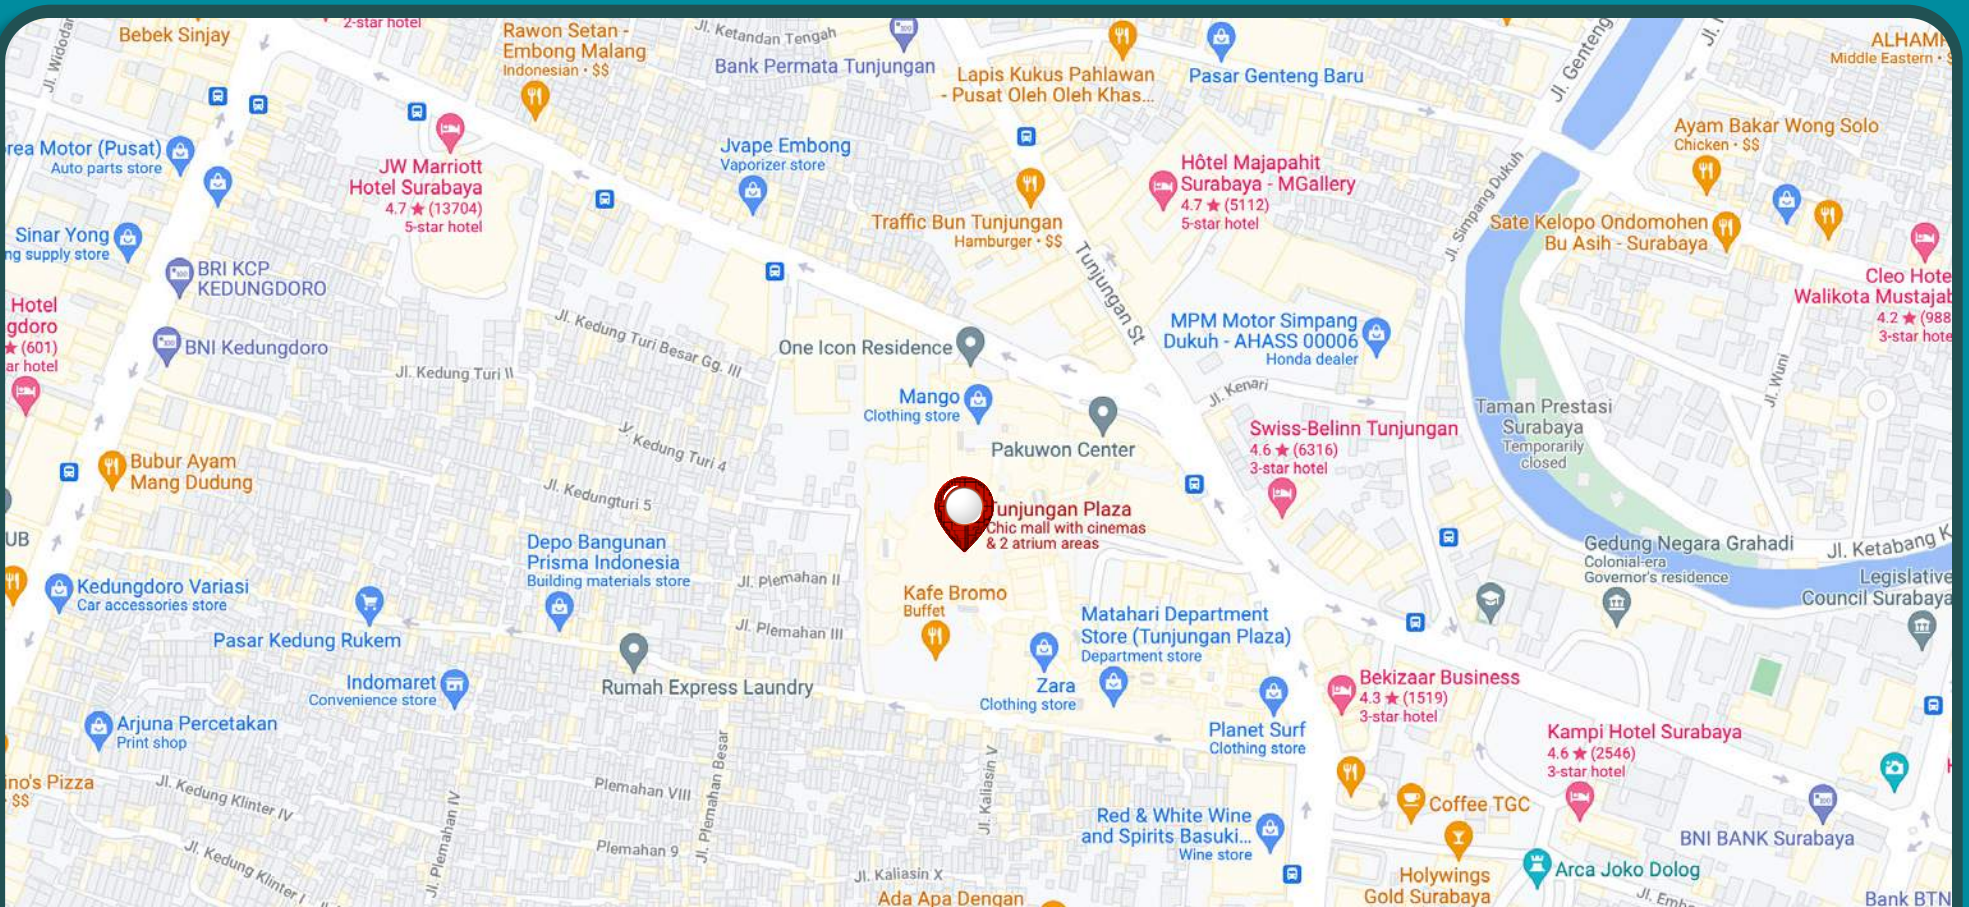 Bebek Sinjay
2-star hotel
Rawon Setan -
Embong Malang
Indonesian • $$
Jl. Ketandan Tengah
Bank Permata Tunjungan
Lapis Kukus Pahlawan
- Pusat Oleh Oleh Khas...
Pasar Genteng Baru
Jl. Genteng
ALHAM
Middle Eastern •
Jl. Widodar
rea Motor (Pusat)
Auto parts store
JW Marriott
Hotel Surabaya
4.7 ★ (13704)
5-star hotel
Jvape Embong
Vaporizer store
Traffic Bun Tunjungan
Hamburger • $$
Hôtel Majapahit
Surabaya - MGallery
4.7 ★ (5112)
5-star hotel
Jl. Simpang Dukuh
Ayam Bakar Wong Solo
Chicken • $$
Sate Kelopo Ondomohen
Bu Asih - Surabaya
Sinar Yong
ng supply store
BRI KCP
KEDUNGDORO
Tunjungan St
Cleo Hote
Walikota Mustajab
4.2 ★ (988
3-star hote
Hotel
gdoro
★ (601)
ar hotel
BNI Kedungdoro
Jl. Kedung Turi Besar Gg. III
Jl. Kedung Turi II
One Icon Residence
MPM Motor Simpang
Dukuh - AHASS 00006
Honda dealer
Jl. Wuni
Mango
Clothing store
Jl. Kenari
Pakuwon Center
Swiss-Belinn Tunjungan
4.6 ★ (6316)
3-star hotel
Taman Prestasi
Surabaya
Temporarily
closed
Kedung Turi 4
Bubur Ayam
Mang Dudung
Jl. Kedungturi 5
Tunjungan Plaza
Chic mall with cinemas
& 2 atrium areas
UB
Depo Bangunan
Prisma Indonesia
Building materials store
Gedung Negara Grahadi
Colonial-era
Governor's residence
Jl. Ketabang K
Legislative
Council Surabaya
Kedungdoro Variasi
Car accessories store
Jl. Plemahan II
Kafe Bromo
Buffet
Matahari Department
Store (Tunjungan Plaza)
Department store
Pasar Kedung Rukem
Jl. Plemahan III
Rumah Express Laundry
Zara
Clothing store
Indomaret
Convenience store
Bekizaar Business
4.3 ★ (1519)
3-star hotel
Arjuna Percetakan
Print shop
Planet Surf
Clothing store
Kampi Hotel Surabaya
4.6 ★ (2546)
3-star hotel
ino's Pizza
$$
Jl. Kedung Klinter IV
Jl. Plemahan IV
Plemahan VIII
Jl. Plemahan Besar
Jl. Kaliasin V
Red & White Wine
and Spirits Basuki...
Wine store
Coffee TGC
BNI BANK Surabaya
Jl. Kedung Klinter I
Plemahan 9
Jl. Kaliasin X
Holywings
Gold Surabaya
Arca Joko Dolog
Ada Apa Dengan
Jl. Emb
Bank BTN